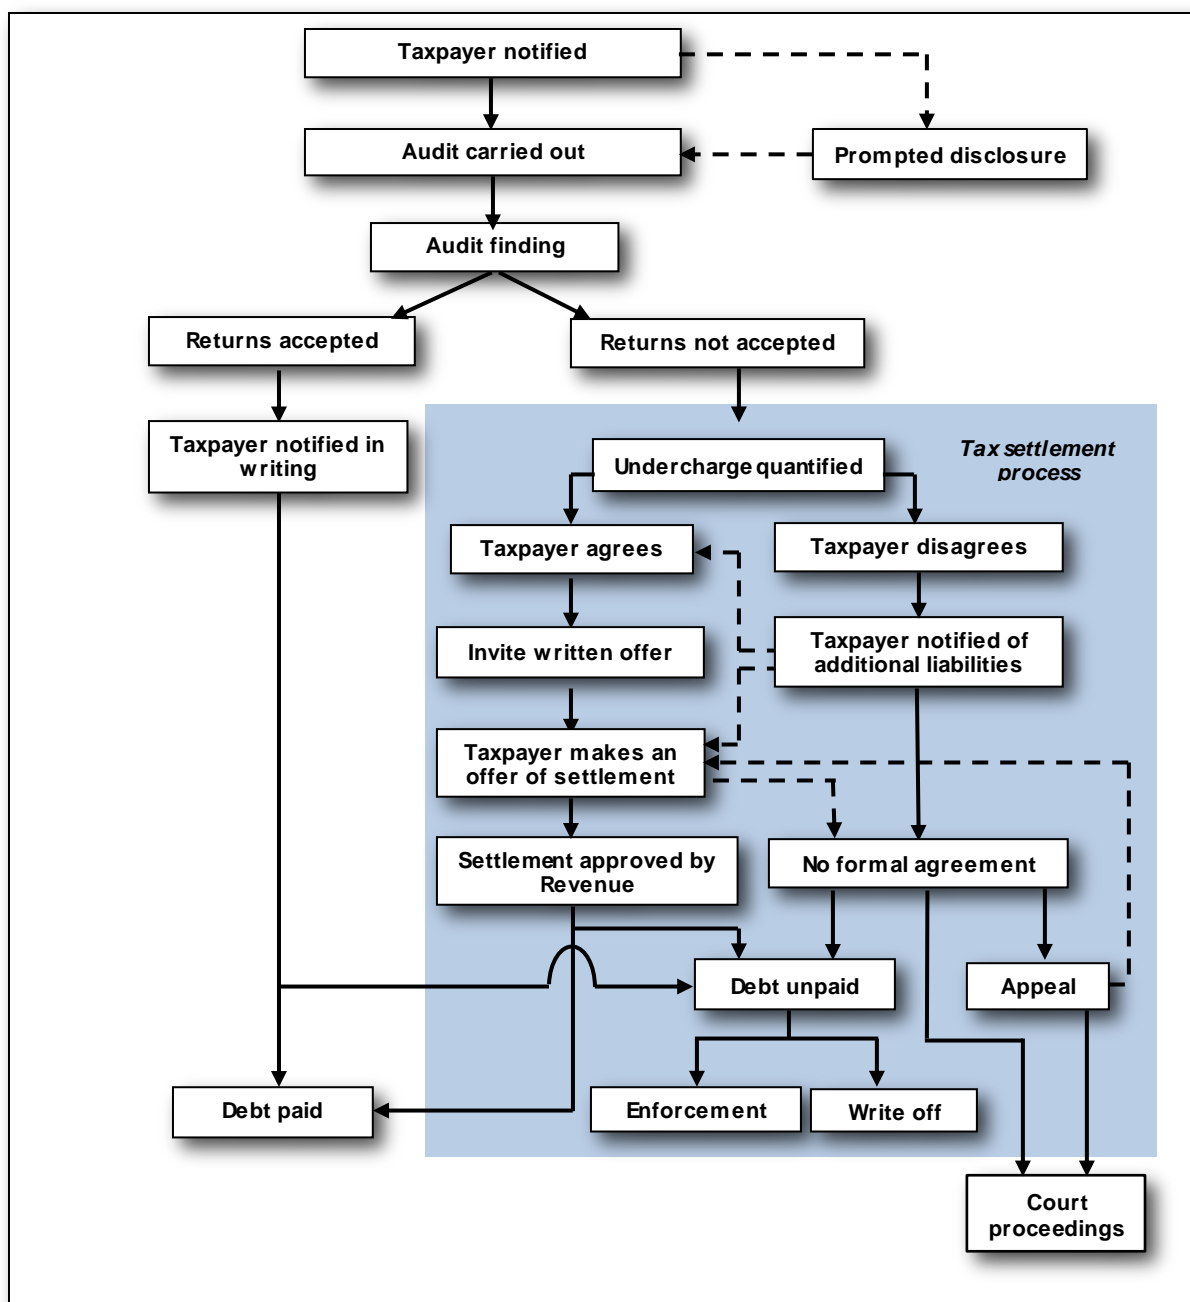 Taxpayer notified
Audit carried out
Prompted disclosure
Audit finding
Returns accepted
Returns not accepted
Taxpayer notified in
writing
Tax settlement
process
Undercharge quantified
Taxpayer agrees
Taxpayer disagrees
Invite written offer
Taxpayer notified of
additional liabilities
Taxpayer makes an
offer of settlement
Settlement approved by
Revenue
No formal agreement
Debt unpaid
Appeal
Debt paid
Enforcement
Write off
Court
proceedings